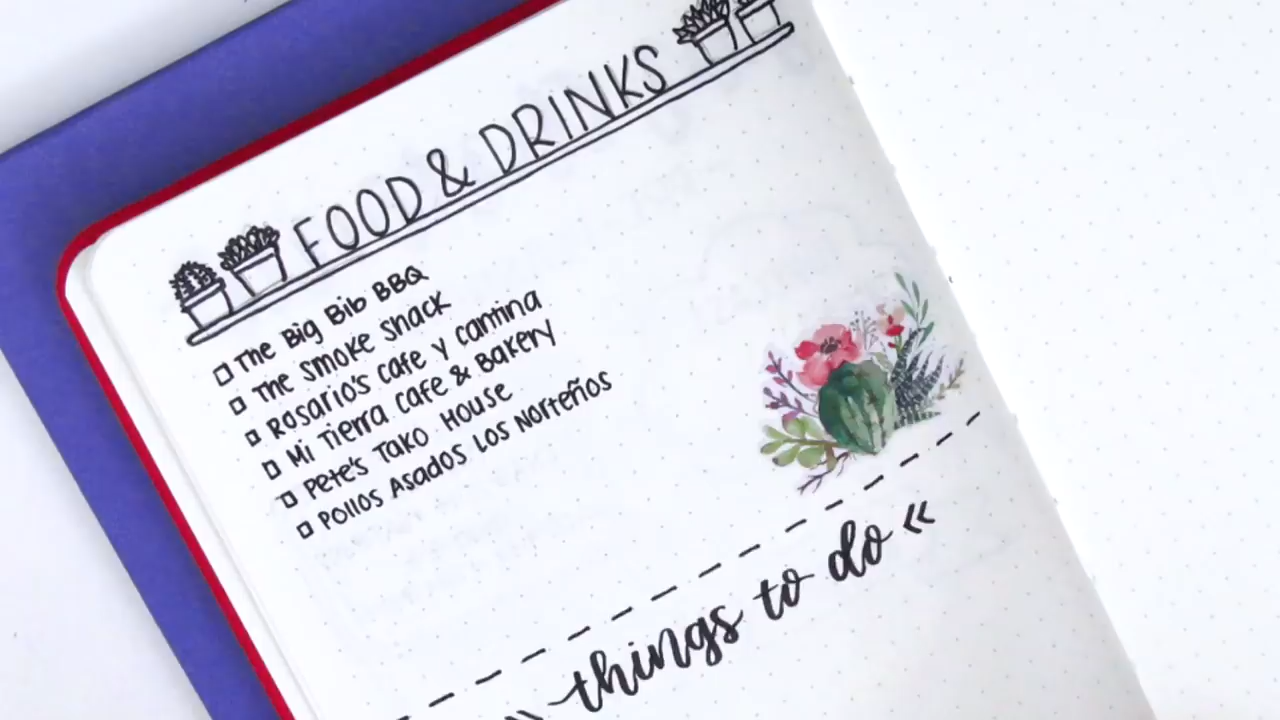 FOOD & DRINKS
The Big Bib BBQ
The Smoke Shack
Rosario's Cafe y Cantina
Mi Tierra Cafe & Bakery
Pete's Tako House
Pollos Asados Los Norteños
things to do «